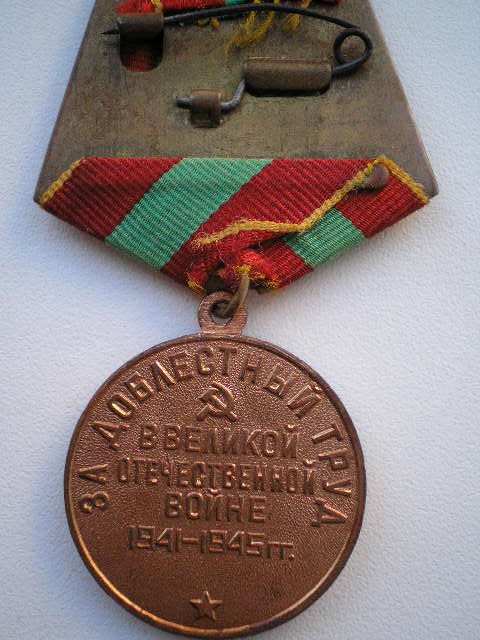 ЗА ДОБЛЕСТНЫЙ ТРУД
В ВЕЛИКОЙ
ОТЕЧЕСТВЕННОЙ
ВОЙНЕ
1941-1945 гг.